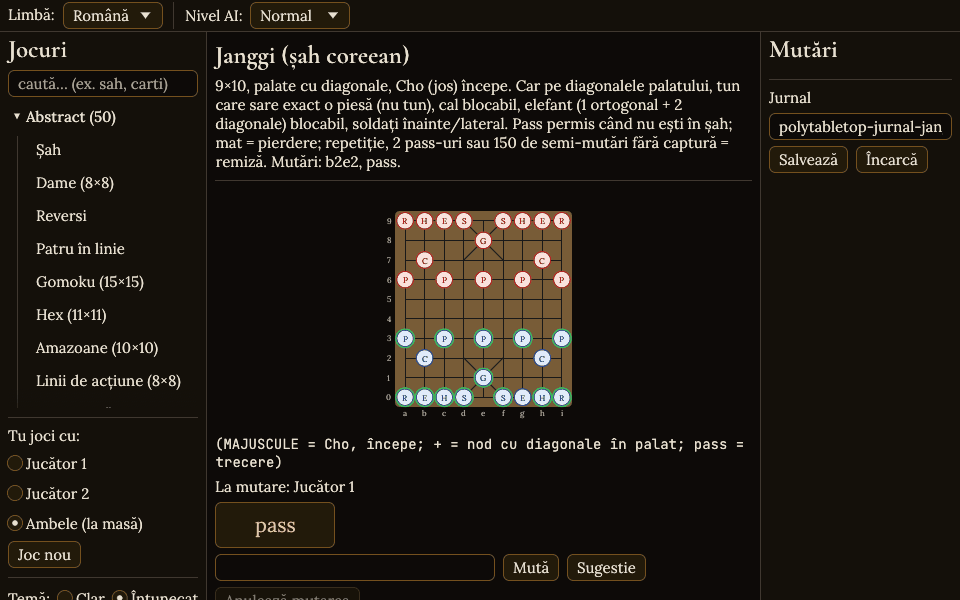 Limbă: Română ▼ Nivel AI: Normal ▼
Jocuri
caută... (ex. sah, carti)
▾ Abstract (50)
Șah
Dame (8×8)
Reversi
Patru în linie
Gomoku (15×15)
Hex (11×11)
Amazoane (10×10)
Linii de acțiune (8×8)
Tu joci cu:
Jucător 1
Jucător 2
Ambele (la masă)
Joc nou
Temă: Clar Întunecat
Janggi (șah coreean)
9×10, palate cu diagonale, Cho (jos) începe. Car pe diagonalele palatului, tun
care sare exact o piesă (nu tun), cal blocabil, elefant (1 ortogonal + 2
diagonale) blocabil, soldați înainte/lateral. Pass permis când nu ești în șah;
mat = pierdere; repetiție, 2 pass-uri sau 150 de semi-mutări fără captură =
remiză. Mutări: b2e2, pass.
9 R H E S S H E R
8 G
7 C C
6 P P P P P
5
4
3 P P P P P
2 C C
1 G
0 R E H S S E H R
a b c d e f g h i
(MAJUSCULE = Cho, începe; + = nod cu diagonale în palat; pass =
trecere)
La mutare: Jucător 1
pass
Mută Sugestie
Anulează mutarea
Mutări
Jurnal
polytabletop-jurnal-jan
Salvează Încarcă